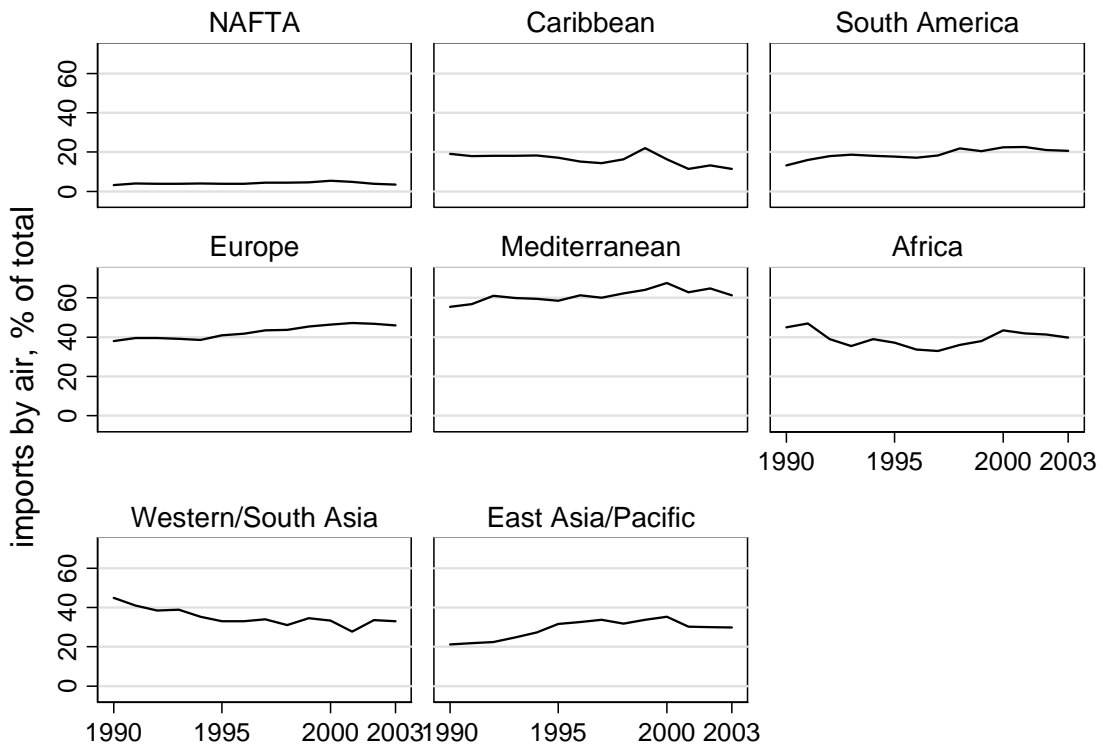 NAFTA Caribbean South America
60
40
20
0
Europe Mediterranean Africa
60
40
20
0
1990 1995 2000 2003
Western/South Asia East Asia/Pacific
60
40
20
0
1990 1995 2000 2003 1990 1995 2000 2003
imports by air, % of total